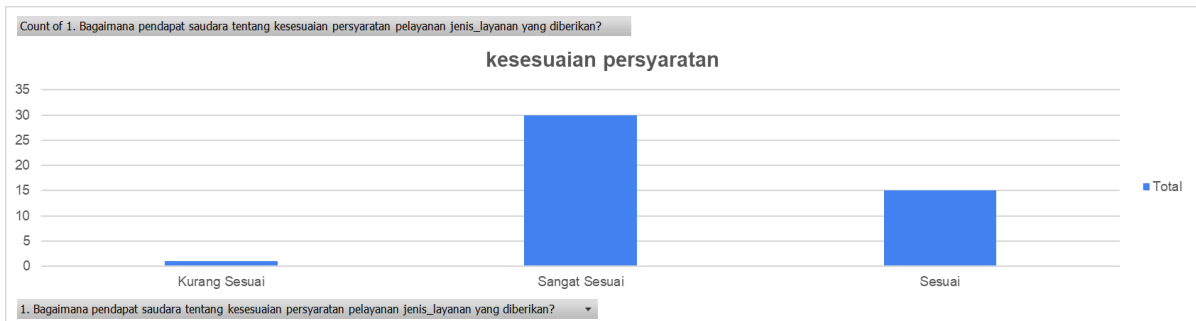 Count of 1. Bagaimana pendapat saudara tentang kesesuaian persyaratan pelayanan jenis_layanan yang diberikan?
kesesuaian persyaratan
35
30
25
20
15
10
5
0
Total
Kurang Sesuai
Sangat Sesuai
Sesuai
1. Bagaimana pendapat saudara tentang kesesuaian persyaratan pelayanan jenis_layanan yang diberikan?